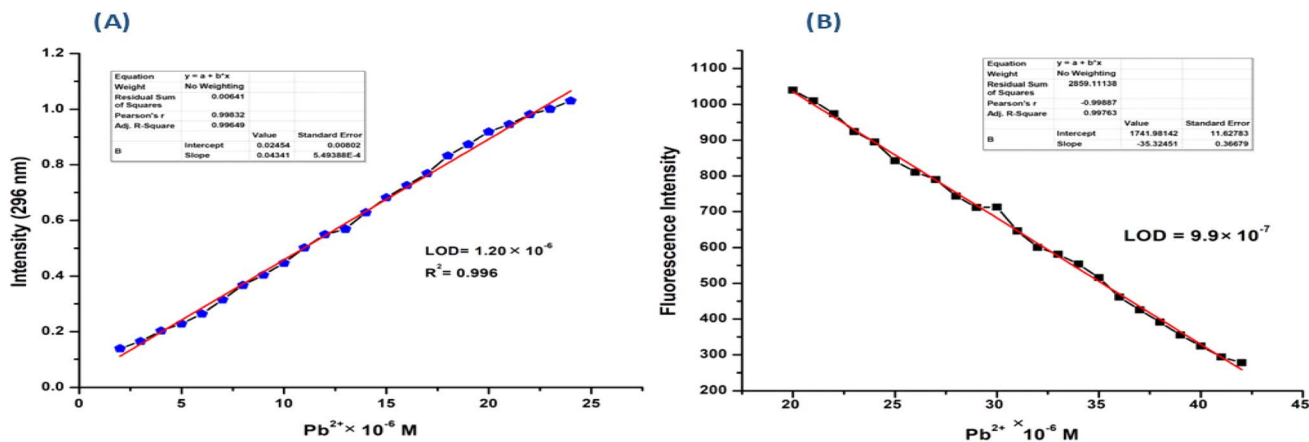 (A)
Intensity (296 nm)
1.2
1.0
0.8
0.6
0.4
0.2
0.0
Equation y = a + b*x
Weight No Weighting
Residual Sum of Squares 0.00641
Pearson's r 0.99832
Adj. R-Square 0.99649
Value Standard Error
B Intercept 0.02454 0.00802
Slope 0.04341 5.49388E-4
LOD= 1.20 × 10⁻⁶
R²= 0.996
0 5 10 15 20 25
Pb²⁺× 10⁻⁶ M
(B)
Fluorescence Intensity
1100
1000
900
800
700
600
500
400
300
200
Equation y = a + b*x
Weight No Weighting
Residual Sum of Squares 2859.11138
Pearson's r -0.99887
Adj. R-Square 0.99763
Value Standard Error
B Intercept 1741.98142 11.62783
Slope -35.32451 0.36679
LOD = 9.9× 10⁻⁷
20 25 30 35 40 45
Pb²⁺ × 10⁻⁶ M